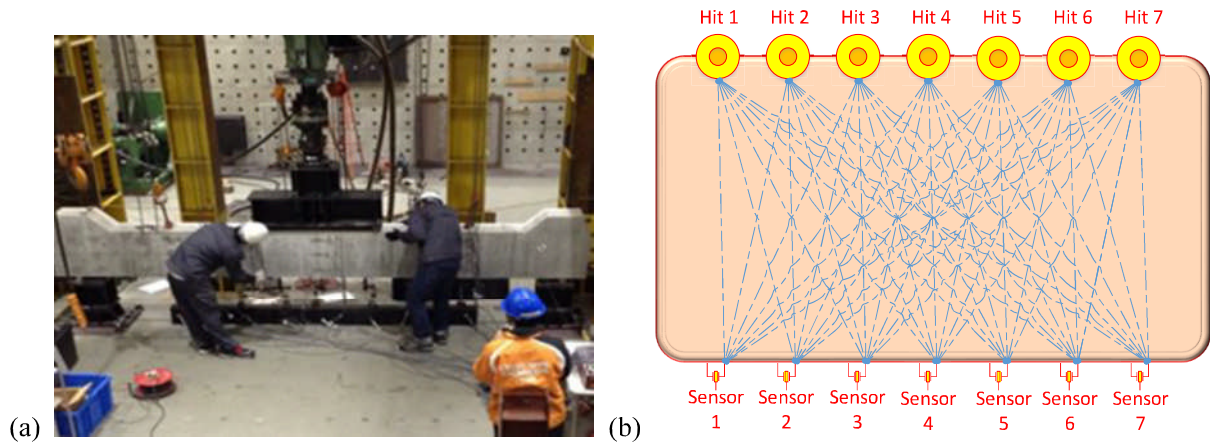 Hit 1 Hit 2 Hit 3 Hit 4 Hit 5 Hit 6 Hit 7
(a)
(b)
Sensor Sensor Sensor Sensor Sensor Sensor Sensor
1 2 3 4 5 6 7